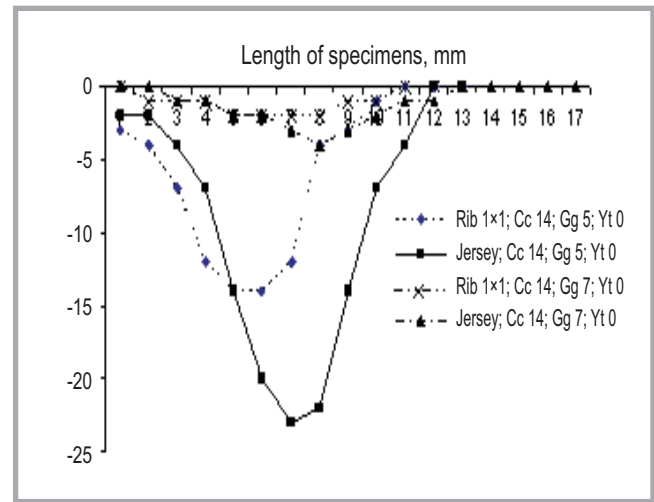 Length of specimens, mm
0
2 3 4 9 10 11 12 13 14 15 16 17
-5
-10
-15
-20
-25
Rib 1×1; Cc 14; Gg 5; Yt 0
Jersey; Cc 14; Gg 5; Yt 0
Rib 1×1; Cc 14; Gg 7; Yt 0
Jersey; Cc 14; Gg 7; Yt 0